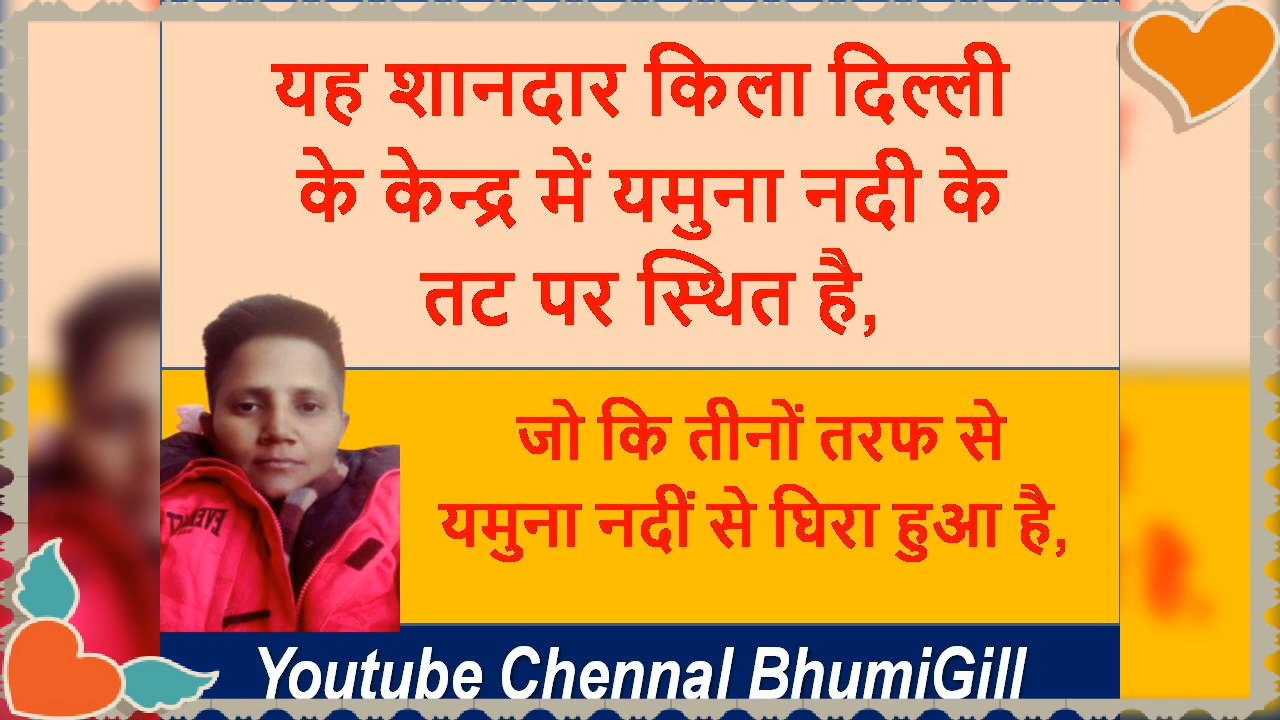 यह शानदार किला दिल्ली
के केन्द्र में यमुना नदी के
तट पर स्थित है,
जो कि तीनों तरफ से
यमुना नदीं से घिरा हुआ है,
Youtube Chennal BhumiGill